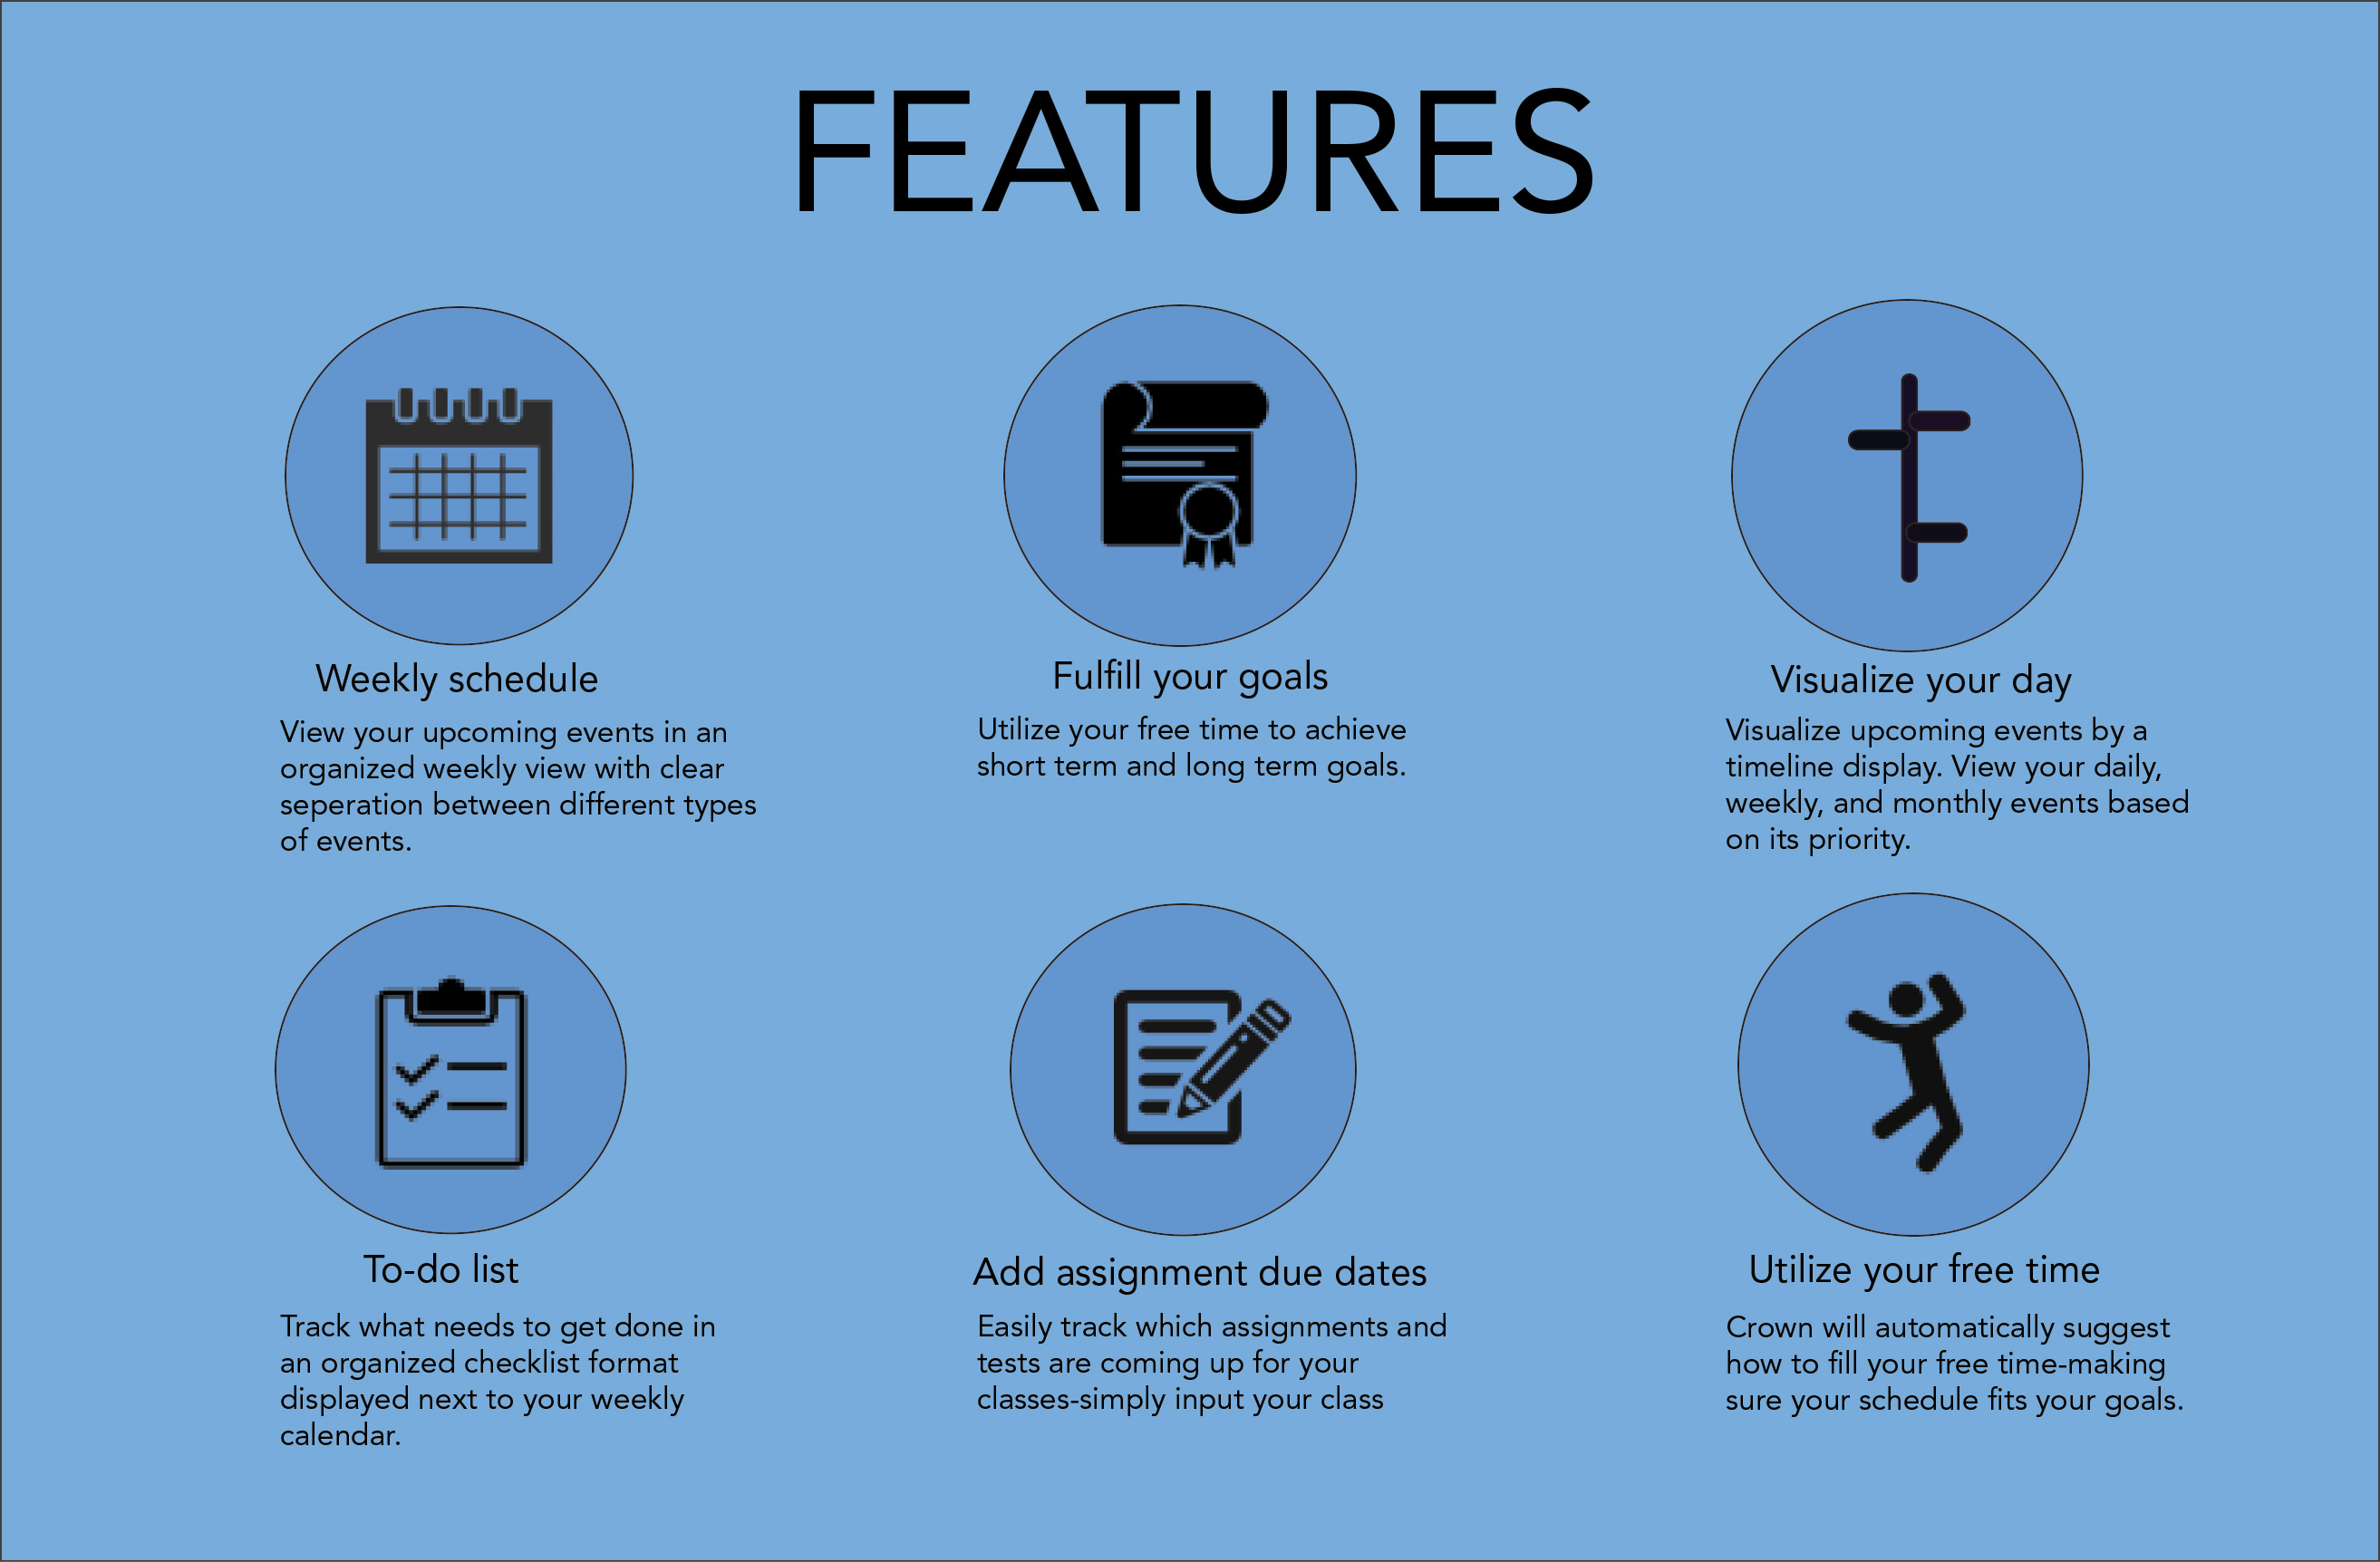 FEATURES
Weekly schedule
View your upcoming events in an
organized weekly view with clear
seperation between different types
of events.
Fulfill your goals
Utilize your free time to achieve
short term and long term goals.
Visualize your day
Visualize upcoming events by a
timeline display. View your daily,
weekly, and monthly events based
on its priority.
To-do list
Track what needs to get done in
an organized checklist format
displayed next to your weekly
calendar.
Add assignment due dates
Easily track which assignments and
tests are coming up for your
classes-simply input your class
Utilize your free time
Crown will automatically suggest
how to fill your free time-making
sure your schedule fits your goals.